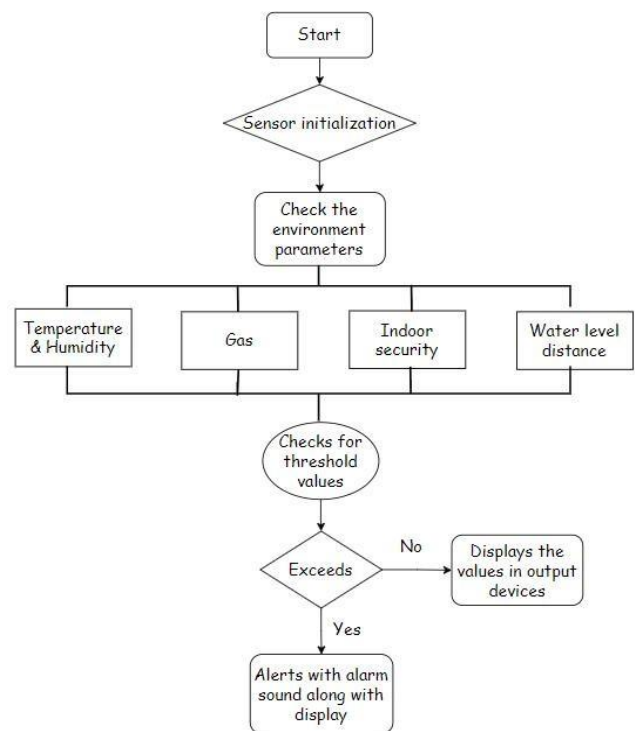 Start
Sensor initialization
Check the
environment
parameters
Temperature
& Humidity
Gas
Indoor
security
Water level
distance
Checks for
threshold
values
Exceeds
No
Displays the
values in output
devices
Yes
Alerts with alarm
sound along with
display